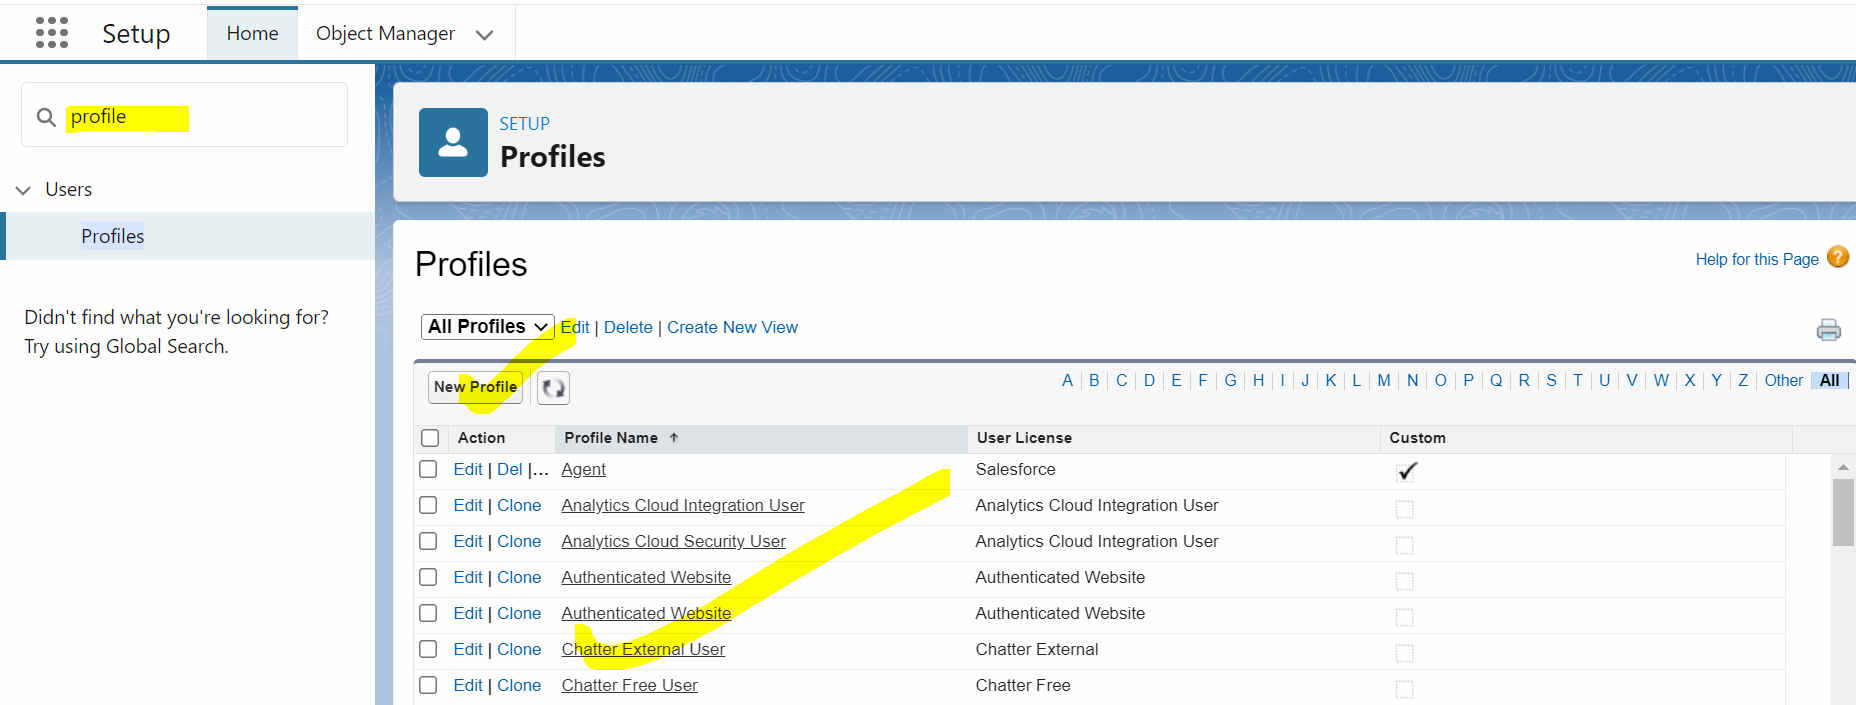 Setup Home Object Manager
profile
Users
Profiles
Didn't find what you're looking for?
Try using Global Search.
SETUP
Profiles
Profiles
Help for this Page ?
All Profiles Edit | Delete | Create New View
New Profile A B C D E F G H I J K L M N O P Q R S T U V W X Y Z Other All
Action Profile Name ↑ User License Custom
Edit | Del |... Agent Salesforce
Edit | Clone Analytics Cloud Integration User Analytics Cloud Integration User
Edit | Clone Analytics Cloud Security User Analytics Cloud Integration User
Edit | Clone Authenticated Website Authenticated Website
Edit | Clone Authenticated Website Authenticated Website
Edit | Clone Chatter External User Chatter External
Edit | Clone Chatter Free User Chatter Free